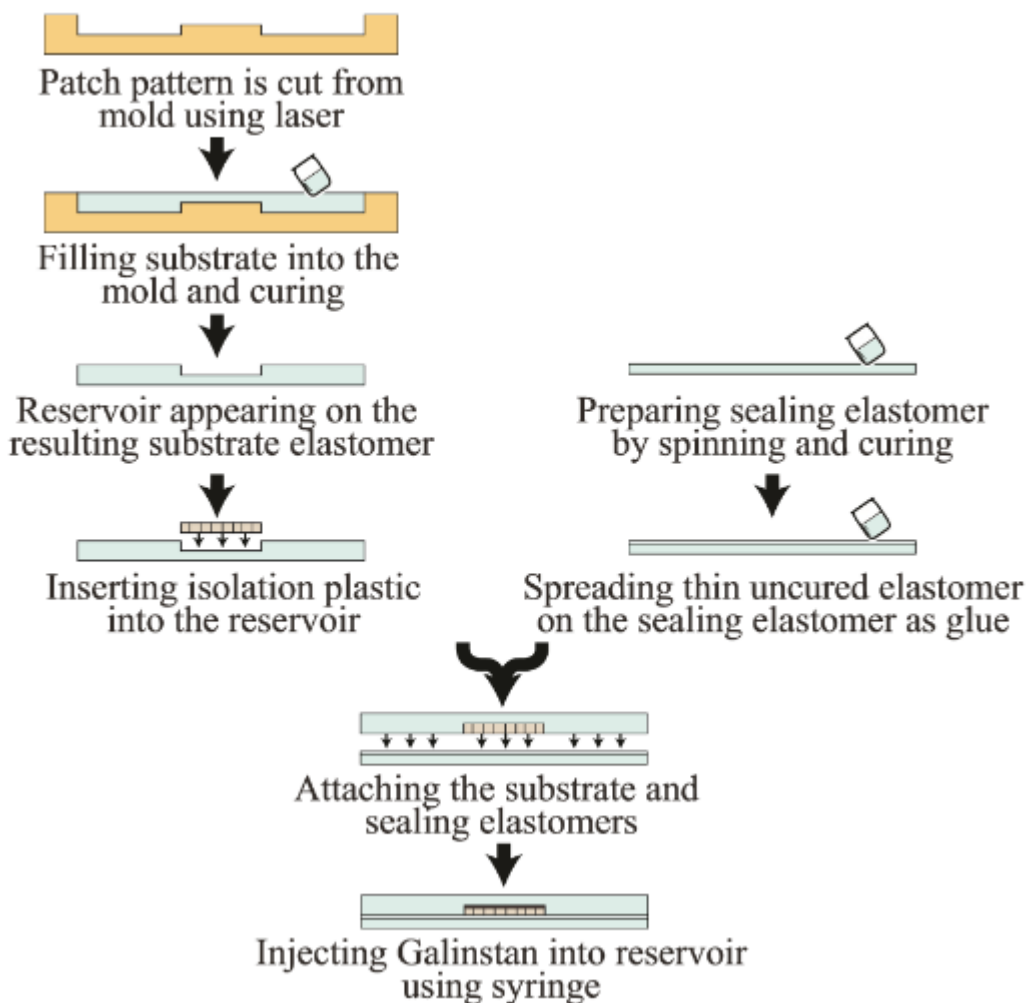 Patch pattern is cut from
mold using laser
Filling substrate into the
mold and curing
Reservoir appearing on the
resulting substrate elastomer
Inserting isolation plastic
into the reservoir
Preparing sealing elastomer
by spinning and curing
Spreading thin uncured elastomer
on the sealing elastomer as glue
Attaching the substrate and
sealing elastomers
Injecting Galinstan into reservoir
using syringe